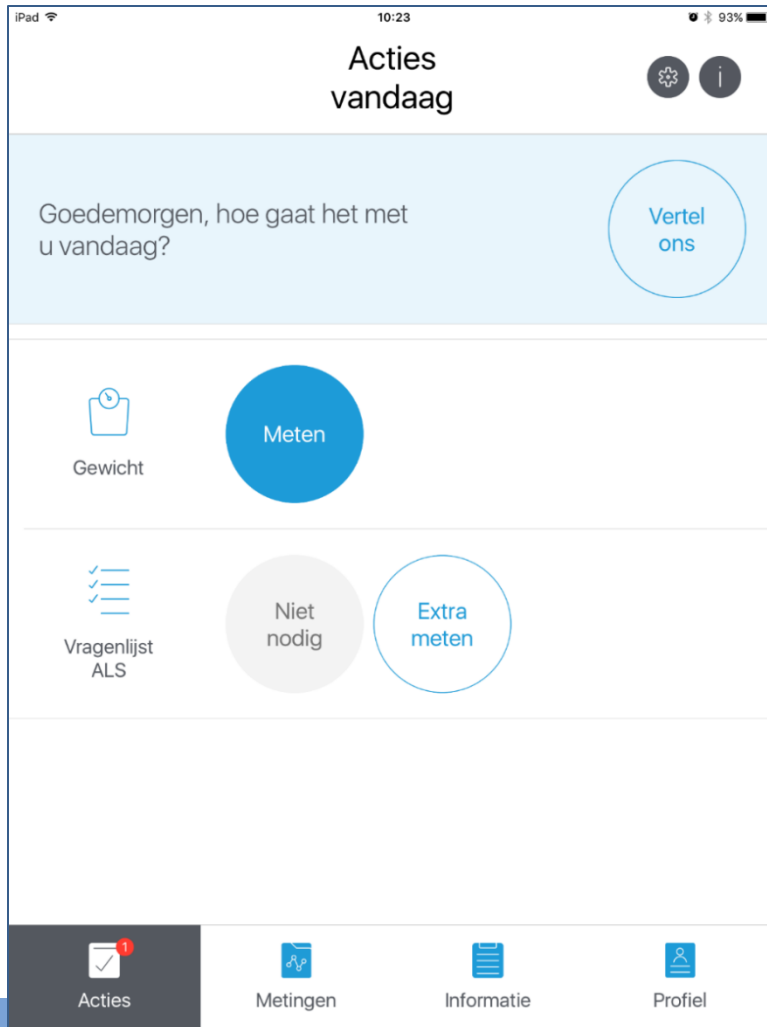 iPad
10:23
93%
Acties
vandaag
i
Goedemorgen, hoe gaat het met
u vandaag?
Vertel
ons
Gewicht
Meten
Vragenlijst
ALS
Niet
nodig
Extra
meten
1
Acties
Metingen
Informatie
Profiel